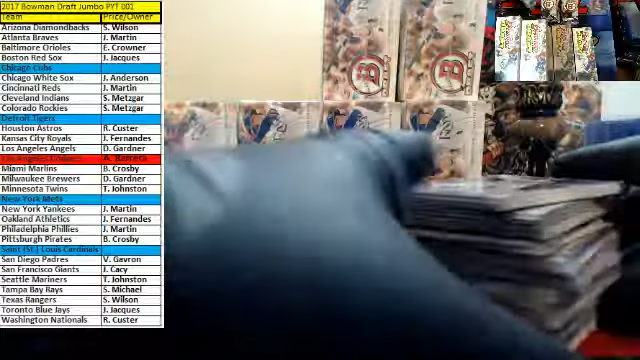 2017 Bowman Draft Jumbo PYT 001
Team Price/Owner
Arizona Diamondbacks S. Wilson
Atlanta Braves J. Martin
Baltimore Orioles E. Crowner
Boston Red Sox J. Jacques
Chicago Cubs
Chicago White Sox J. Anderson
Cincinnati Reds J. Martin
Cleveland Indians S. Metzgar
Colorado Rockies S. Metzgar
Detroit Tigers
Houston Astros R. Custer
Kansas City Royals J. Fernandes
Los Angeles Angels D. Gardner
Los Angeles Dodgers A. Barrera
Miami Marlins B. Crosby
Milwaukee Brewers D. Gardner
Minnesota Twins T. Johnston
New York Mets
New York Yankees J. Martin
Oakland Athletics J. Fernandes
Philadelphia Phillies J. Martin
Pittsburgh Pirates B. Crosby
Saint (St.) Louis Cardinals
San Diego Padres V. Gavron
San Francisco Giants J. Cacy
Seattle Mariners T. Johnston
Tampa Bay Rays S. Michael
Texas Rangers S. Wilson
Toronto Blue Jays J. Jacques
Washington Nationals R. Custer
B
B